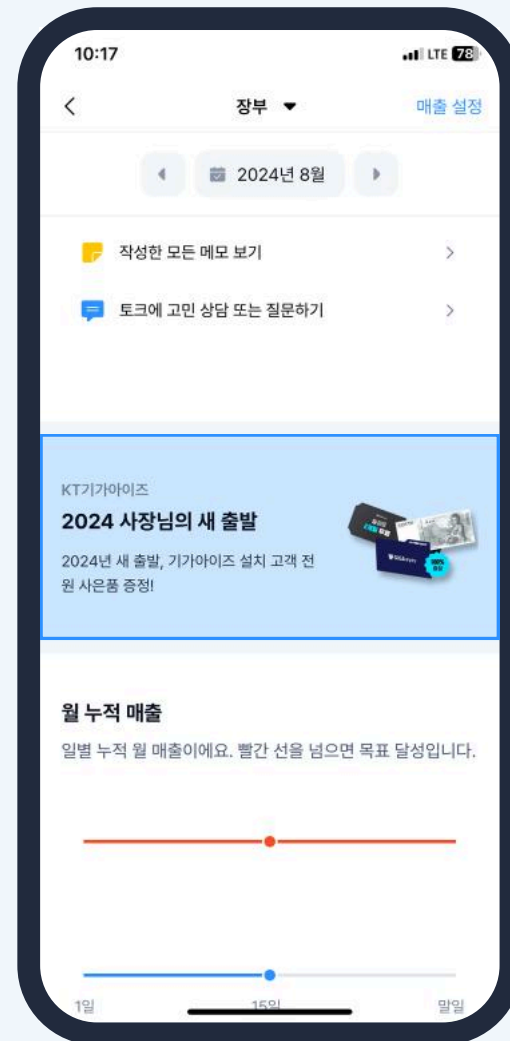 10:17
LTE 78
장부
매출 설정
2024년 8월
작성한 모든 메모 보기
토크에 고민 상담 또는 질문하기
KT기가아이즈
2024 사장님의 새 출발
2024년 새 출발, 기가아이즈 설치 고객 전
원 사은품 증정!
100%
월 누적 매출
일별 누적 월 매출이에요. 빨간 선을 넘으면 목표 달성입니다.
1일
15일
말일